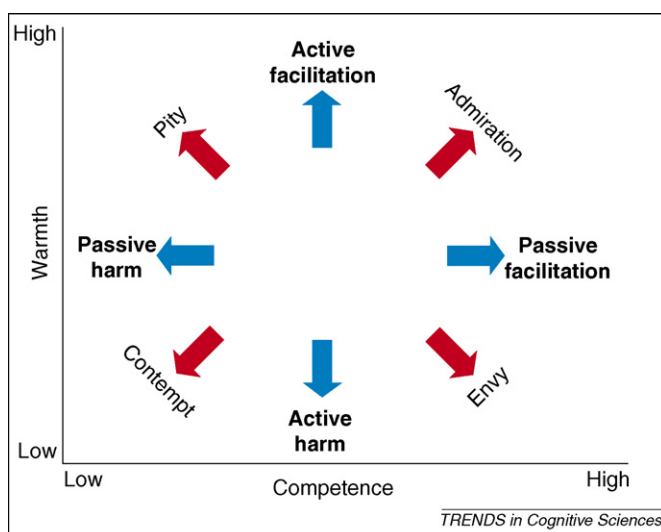 High
Active
facilitation
Pity
Admiration
Warmth
Passive
harm
Passive
facilitation
Contempt
Envy
Active
harm
Low
Low
Competence
High
TRENDS in Cognitive Sciences